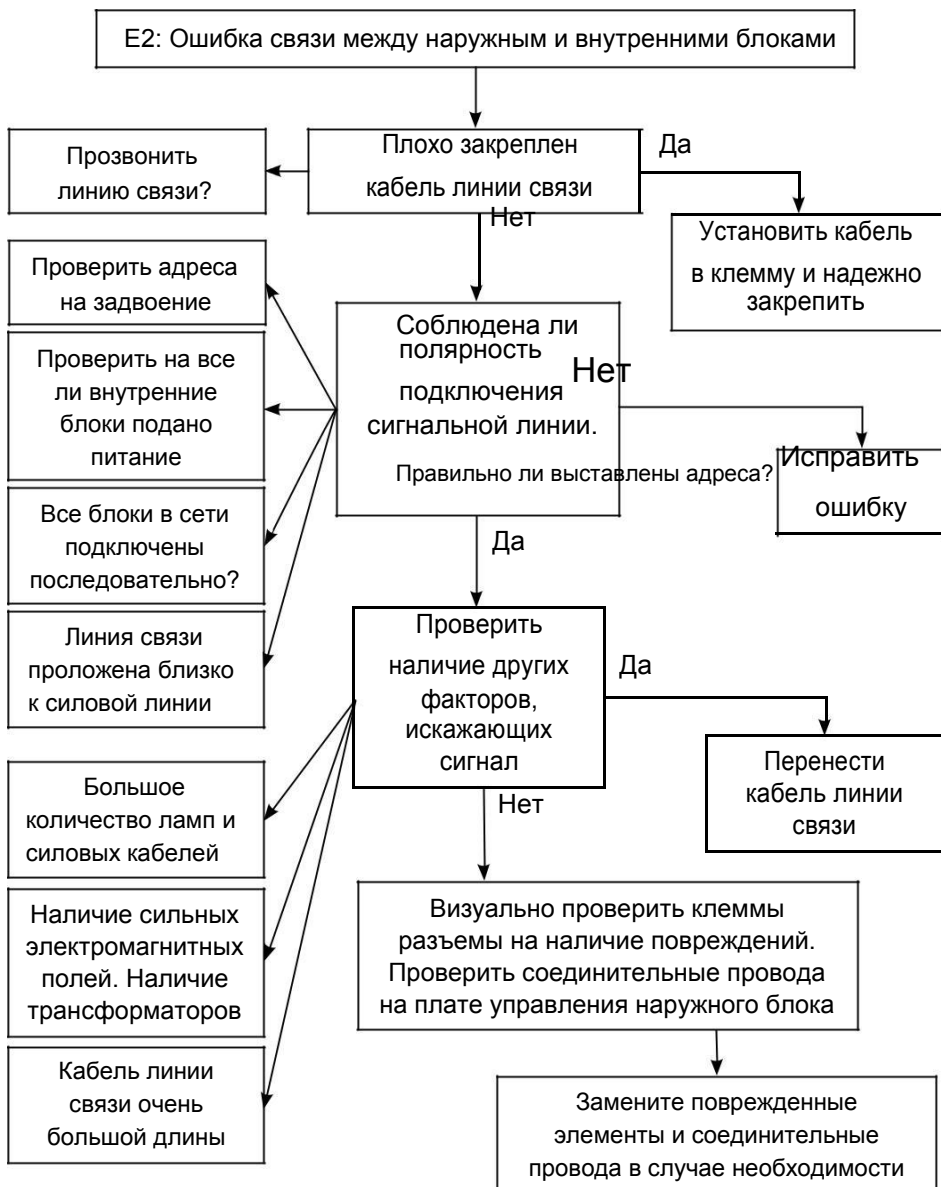 E2: Ошибка связи между наружным и внутренними блоками
Плохо закреплен
кабель линии связи
Да
Прозвонить
линию связи?
Нет
Установить кабель
в клемму и надежно
закрепить
Проверить адреса
на задвоение
Соблюдена ли
полярность
подключения
сигнальной линии.
Правильно ли выставлены адреса?
Нет
Проверить на все
ли внутренние
блоки подано
питание
Исправить
ошибку
Все блоки в сети
подключены
последовательно?
Да
Линия связи
проложена близко
к силовой линии
Проверить
наличие других
факторов,
искажающих
сигнал
Да
Перенести
кабель линии
связи
Нет
Большое
количество ламп и
силовых кабелей
Наличие сильных
электромагнитных
полей. Наличие
трансформаторов
Визуально проверить клеммы
разъемы на наличие повреждений.
Проверить соединительные провода
на плате управления наружного блока
Кабель линии
связи очень
большой длины
Замените поврежденные
элементы и соединительные
провода в случае необходимости